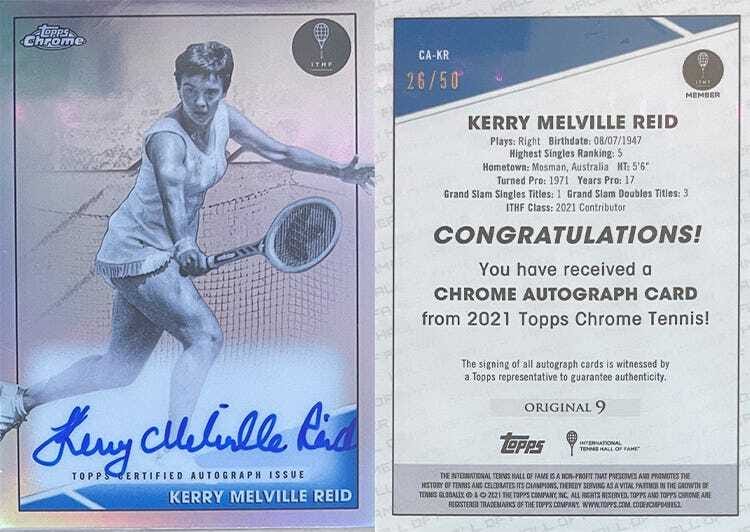 Topps
Chrome
ITHF
Kerry Melville Reid
TOPPS CERTIFIED AUTOGRAPH ISSUE
KERRY MELVILLE REID
CA-KR
26/50
ITHF
MEMBER
KERRY MELVILLE REID
Plays: Right Birthdate: 08/07/1947
Highest Singles Ranking: 5
Hometown: Mosman, Australia HT: 5'6"
Turned Pro: 1971 Years Pro: 17
Grand Slam Singles Titles: 1 Grand Slam Doubles Titles: 3
ITHF Class: 2021 Contributor
CONGRATULATIONS!
You have received a
CHROME AUTOGRAPH CARD
from 2021 Topps Chrome Tennis!
The signing of all autograph cards is witnessed by
a Topps representative to guarantee authenticity.
ORIGINAL 9
Topps
INTERNATIONAL
TENNIS HALL OF FAME
THE INTERNATIONAL TENNIS HALL OF FAME IS A NON-PROFIT THAT PRESERVES AND PROMOTES THE
HISTORY OF TENNIS AND CELEBRATES ITS CHAMPIONS, THEREBY SERVING AS A VITAL PARTNER IN THE GROWTH OF
TENNIS GLOBALLY. ® & © 2021 THE TOPPS COMPANY, INC. ALL RIGHTS RESERVED. TOPPS AND TOPPS CHROME ARE
REGISTERED TRADEMARKS OF THE TOPPS COMPANY, INC. WWW.TOPPS.COM.